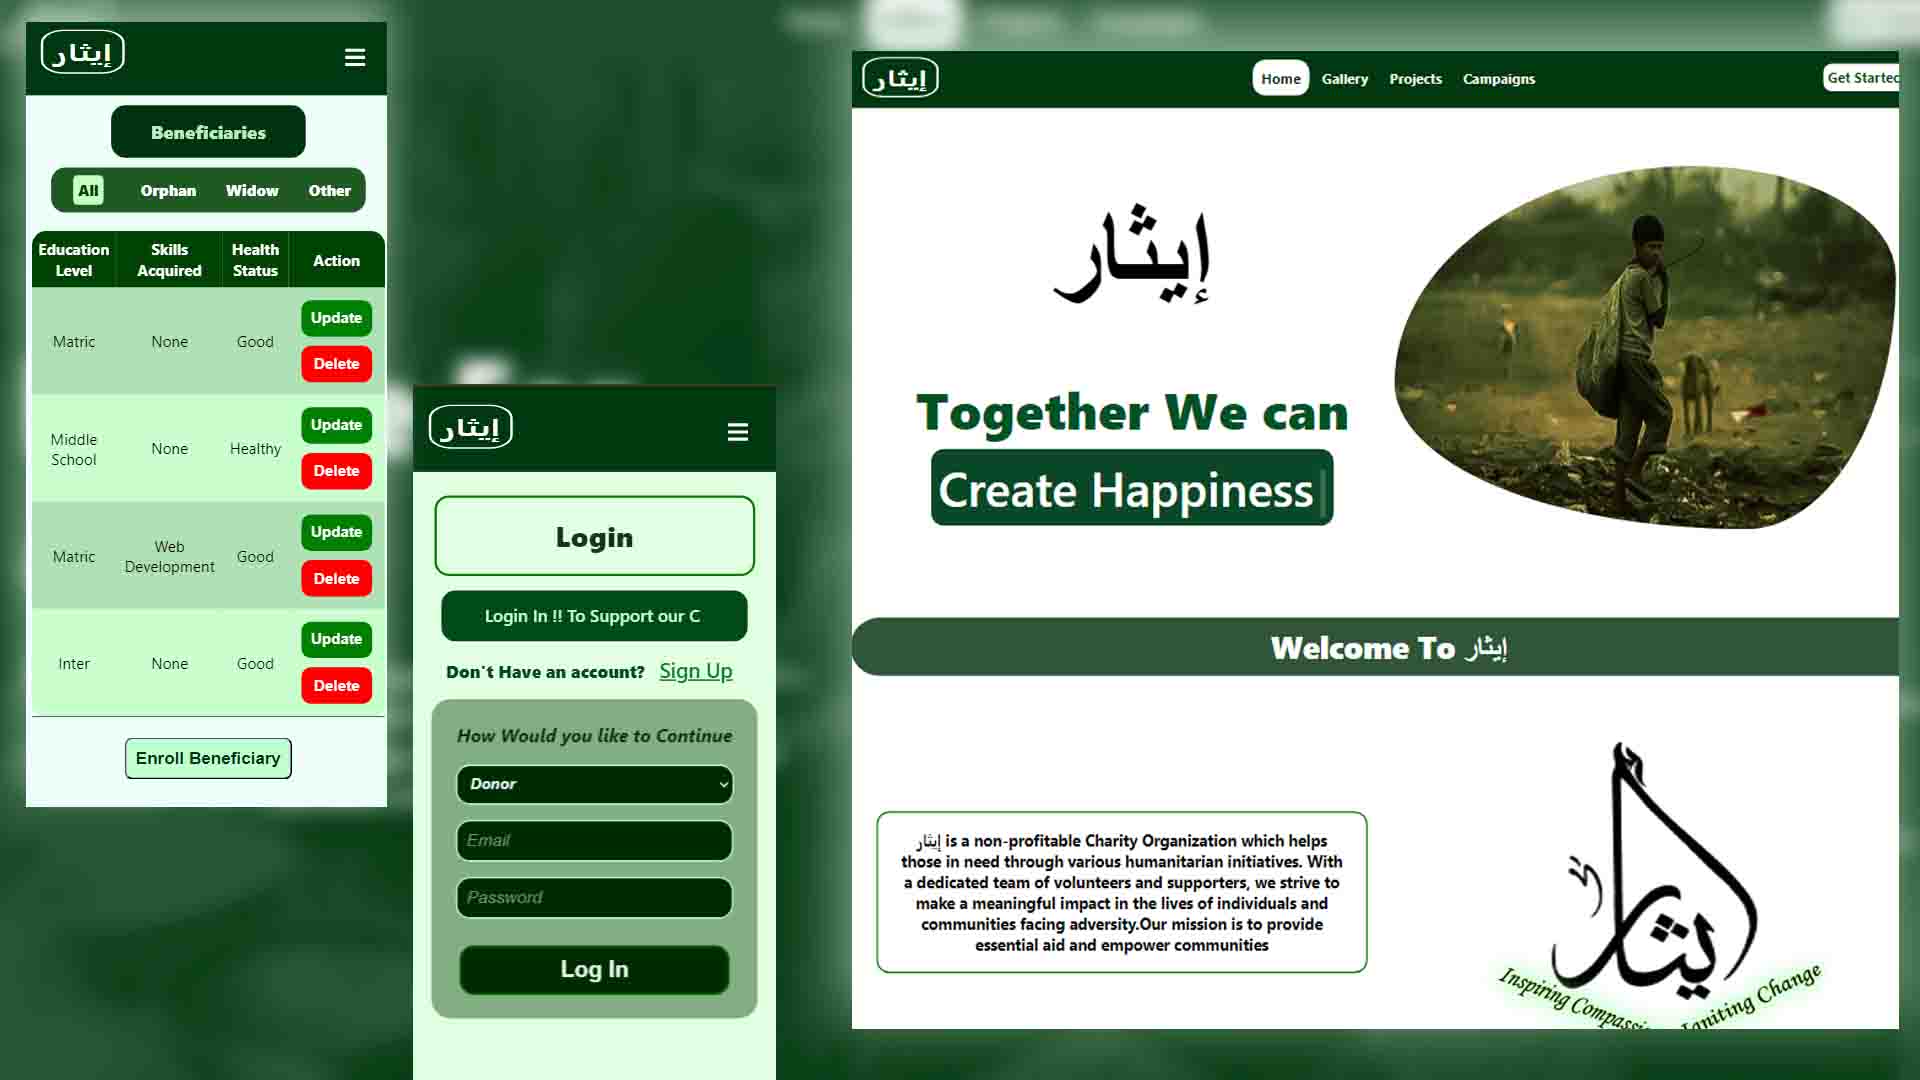 إيثار
Beneficiaries
All Orphan Widow Other
Education Level Skills Acquired Health Status Action
Matric None Good Update Delete
Middle School None Healthy Update Delete
Matric Web Development Good Update Delete
Inter None Good Update Delete
Enroll Beneficiary
إيثار
Login
Login In !! To Support our C
Don't Have an account? Sign Up
How Would you like to Continue
Donor
Email
Password
Log In
إيثار
Home Gallery Projects Campaigns Get Started
إيثار
Together We can
Create Happiness
Welcome To إيثار
إيثار is a non-profitable Charity Organization which helps
those in need through various humanitarian initiatives. With
a dedicated team of volunteers and supporters, we strive to
make a meaningful impact in the lives of individuals and
communities facing adversity.Our mission is to provide
essential aid and empower communities
إيثار
Inspiring Compassi Igniting Change